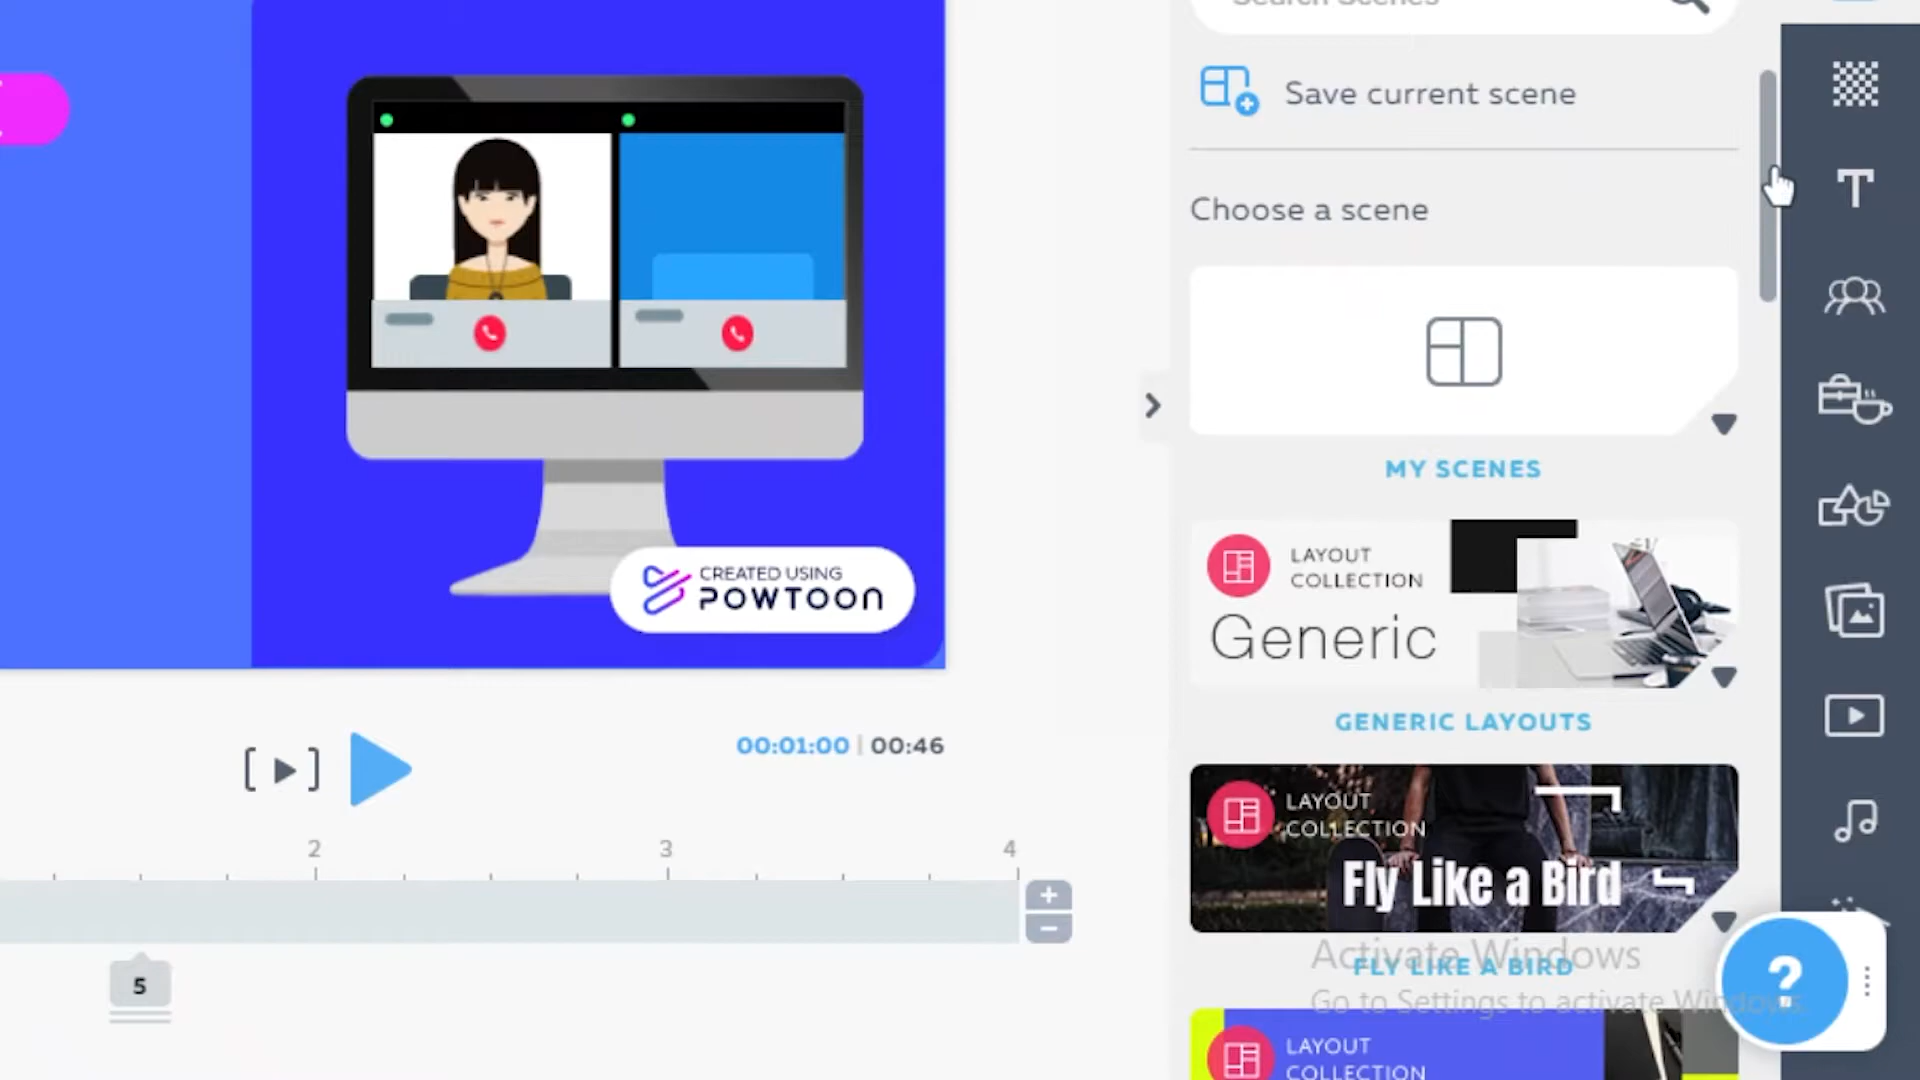 Search Scenes
Save current scene
Choose a scene
MY SCENES
LAYOUT
COLLECTION
Generic
GENERIC LAYOUTS
LAYOUT
COLLECTION
Fly Like a Bird
FLY LIKE A BIRD
Activate Windows
Go to Settings to activate Windows.
LAYOUT
COLLECTION
CREATED USING
POWTOON
00:01:00 | 00:46
2
3
4
+
−
5
T
?